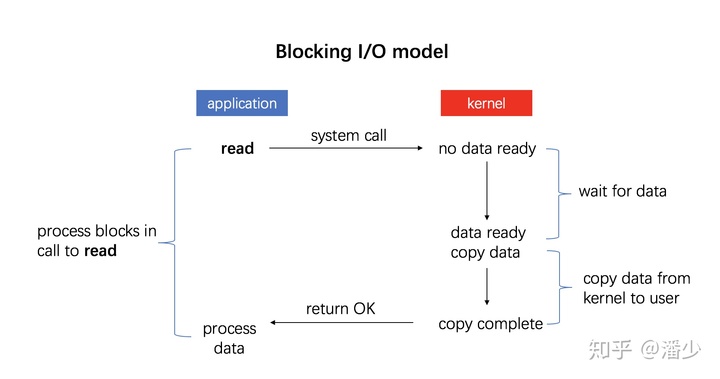 Blocking I/O model
application
kernel
read
system call
no data ready
wait for data
process blocks in
call to read
data ready
copy data
copy data from
kernel to user
return OK
process
data
copy complete
知乎 @潘少